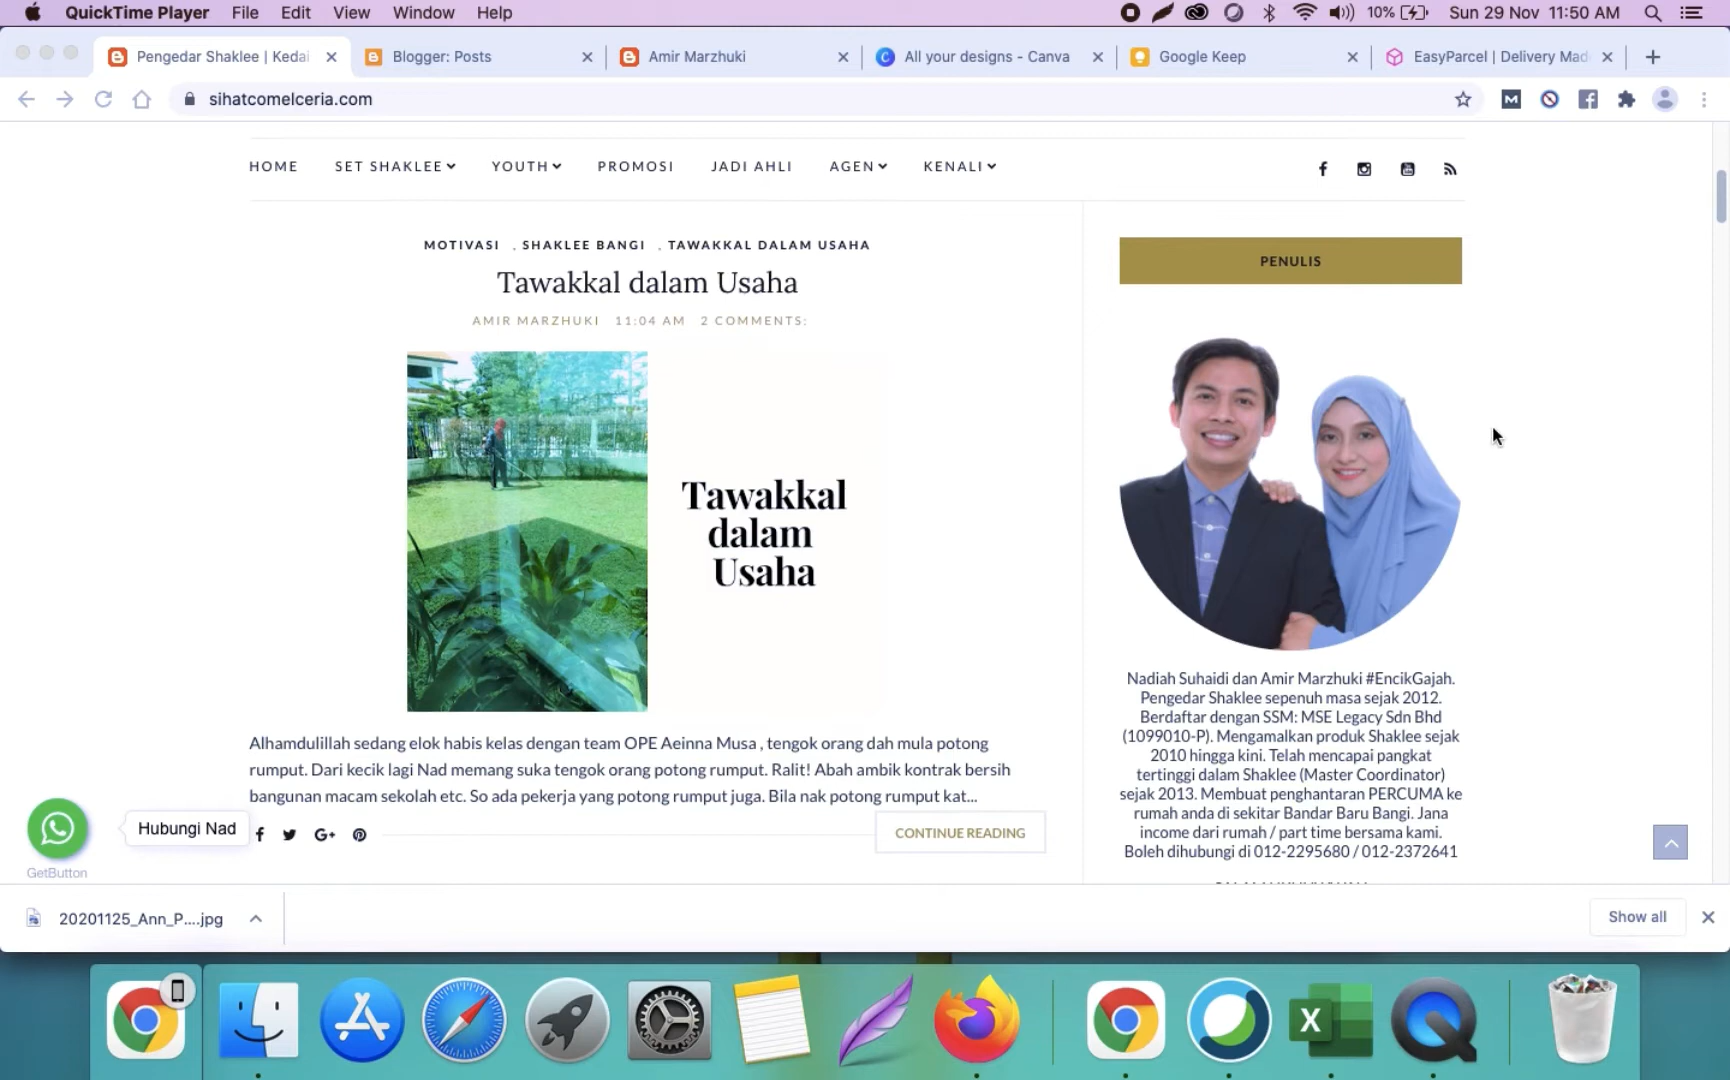 QuickTime Player File Edit View Window Help 10% Sun 29 Nov 11:50 AM
Pengedar Shaklee | Kedai Blogger: Posts Amir Marzhuki All your designs - Canva Google Keep EasyParcel | Delivery Mad
sihatcomelceria.com
HOME SET SHAKLEE YOUTH PROMOSI JADI AHLI AGEN KENALI
MOTIVASI , SHAKLEE BANGI , TAWAKKAL DALAM USAHA
Tawakkal dalam Usaha
AMIR MARZHUKI 11:04 AM 2 COMMENTS:
Tawakkal
dalam
Usaha
Alhamdulillah sedang elok habis kelas dengan team OPE Aeinna Musa , tengok orang dah mula potong
rumput. Dari kecik lagi Nad memang suka tengok orang potong rumput. Ralit! Abah ambik kontrak bersih
bangunan macam sekolah etc. So ada pekerja yang potong rumput juga. Bila nak potong rumput kat...
CONTINUE READING
PENULIS
Nadiah Suhaidi dan Amir Marzhuki #EncikGajah.
Pengedar Shaklee sepenuh masa sejak 2012.
Berdaftar dengan SSM: MSE Legacy Sdn Bhd
(1099010-P). Mengamalkan produk Shaklee sejak
2010 hingga kini. Telah mencapai pangkat
tertinggi dalam Shaklee (Master Coordinator)
sejak 2013. Membuat penghantaran PERCUMA ke
rumah anda di sekitar Bandar Baru Bangi. Jana
income dari rumah / part time bersama kami.
Boleh dihubungi di 012-2295680 / 012-2372641
Hubungi Nad
GetButton
20201125_Ann_P....jpg
Show all